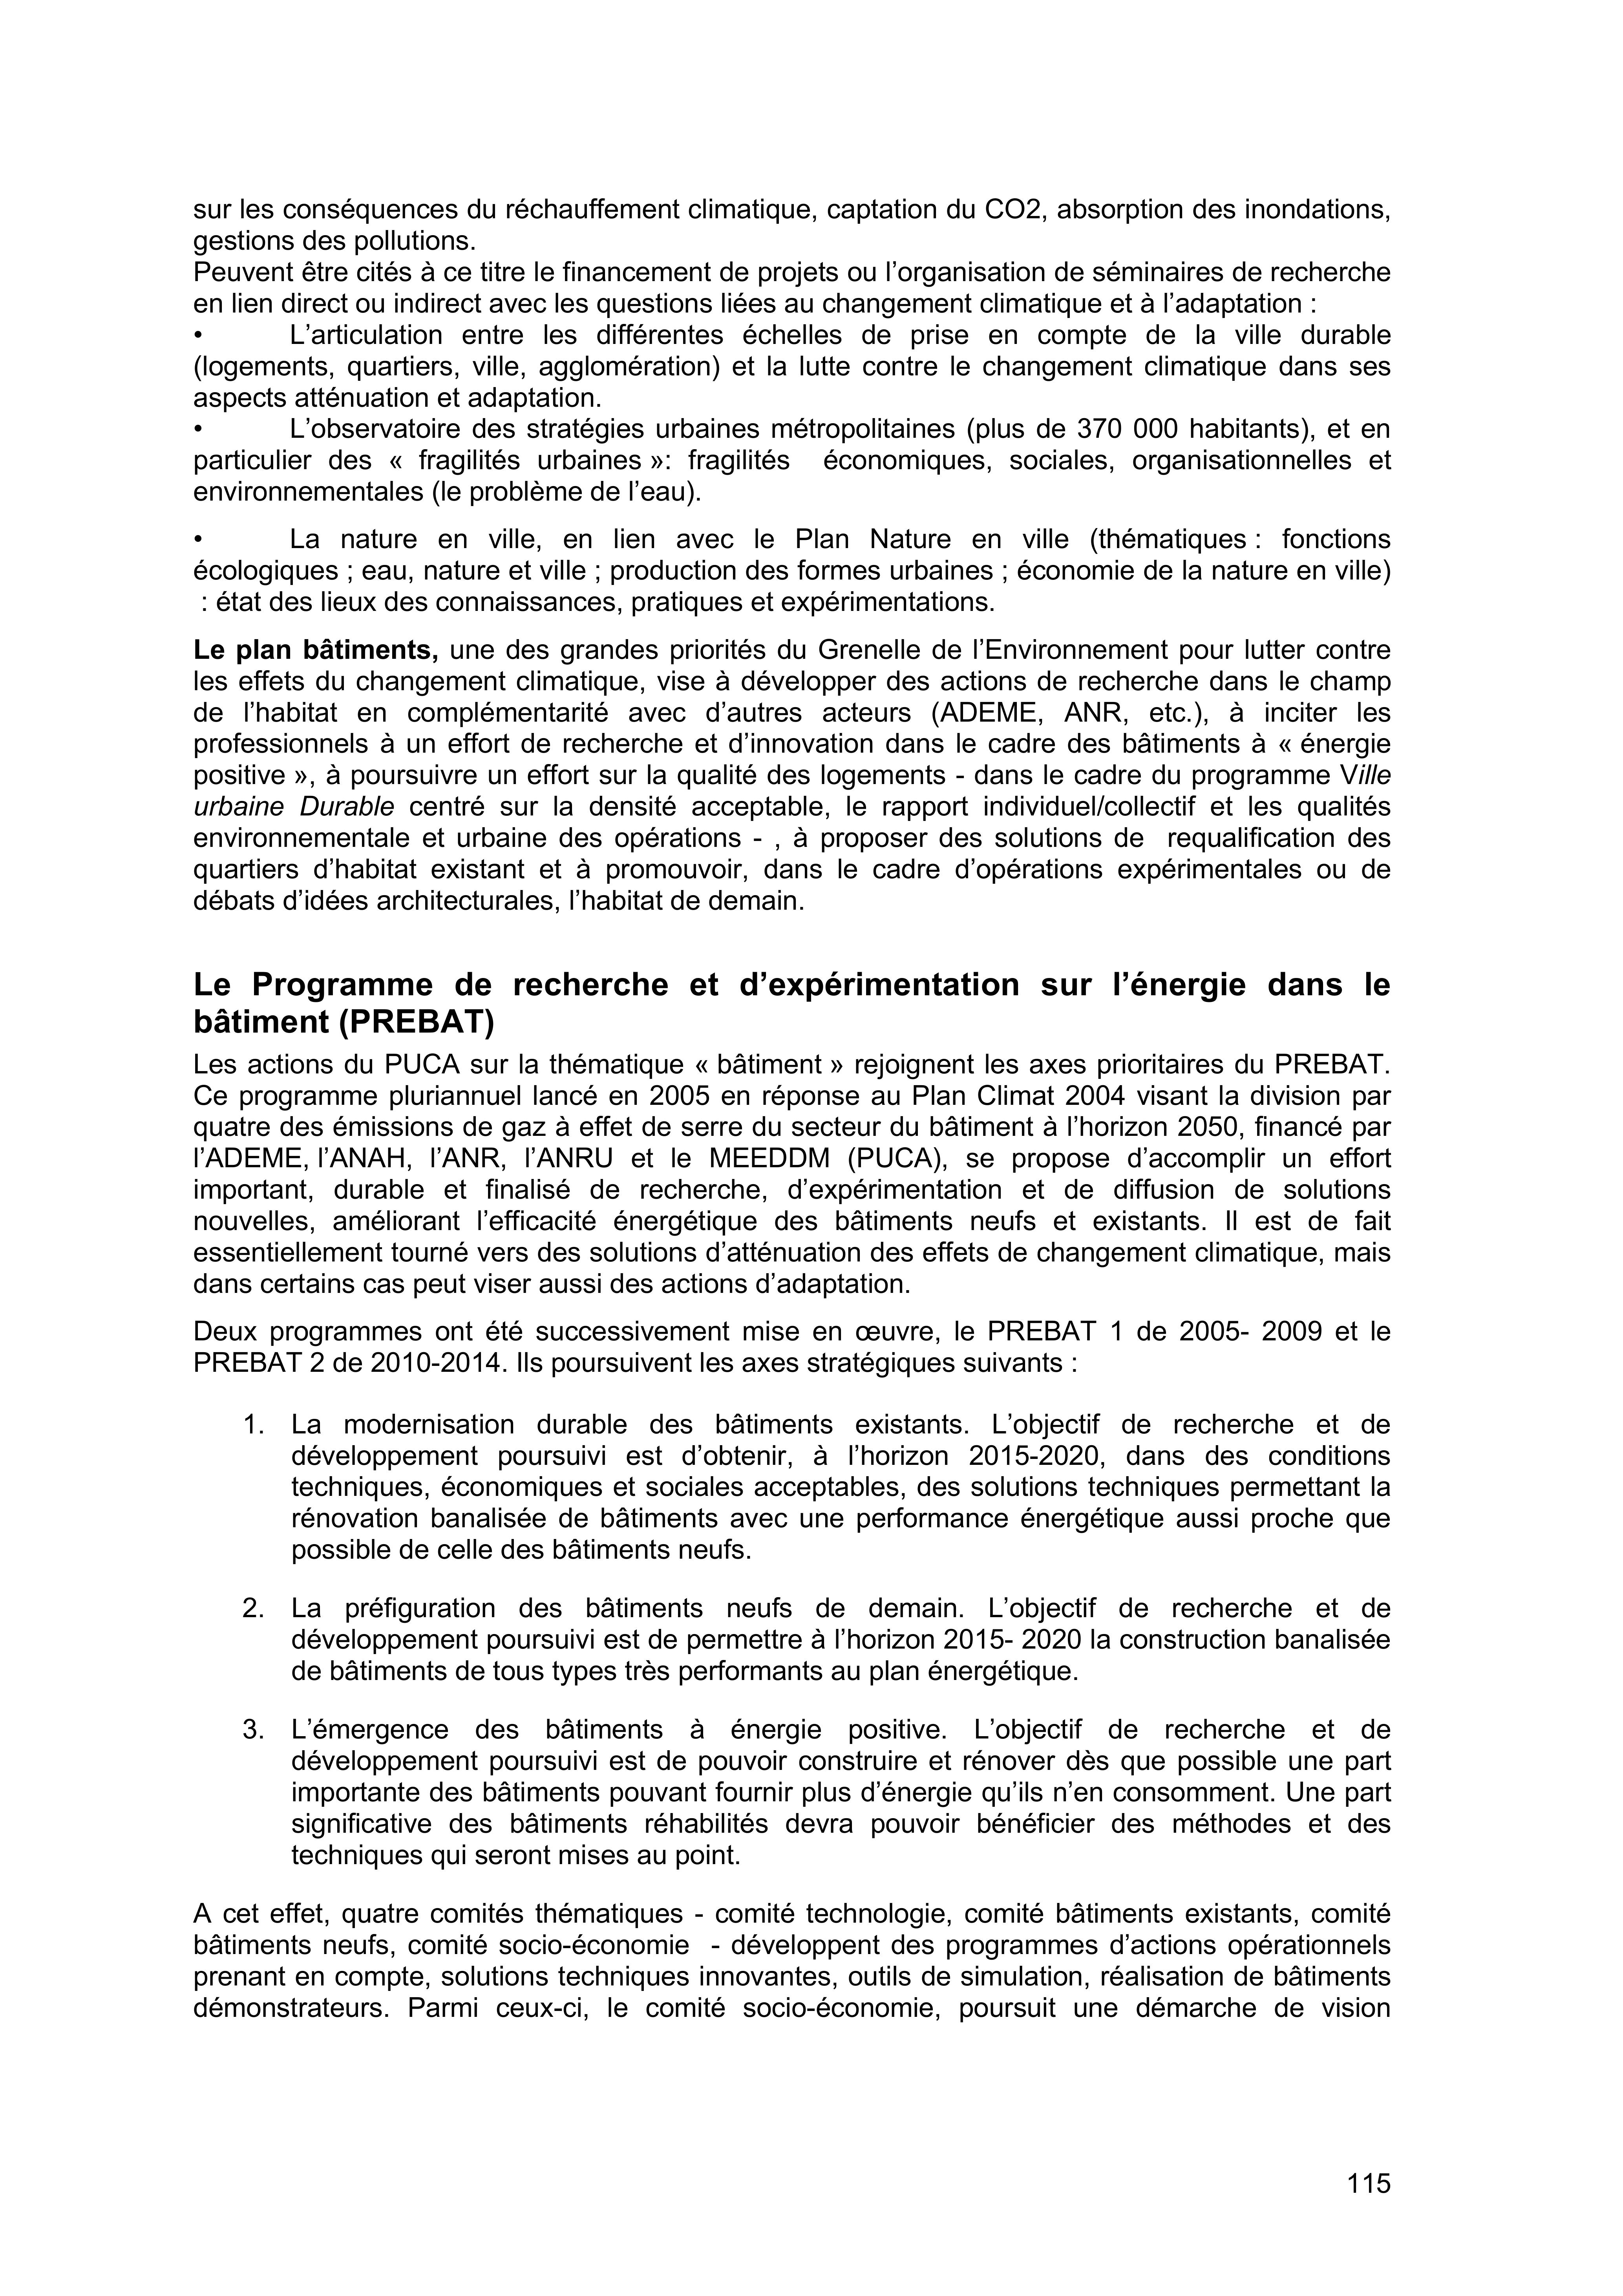 sur les conséquences du réchauffement climatique, captation du CO2, absorption des inondations,
gestions des pollutions.
Peuvent être cités à ce titre le financement de projets ou l’organisation de séminaires de recherche
en lien direct ou indirect avec les questions liées au changement climatique et à l’adaptation :
• L’articulation entre les différentes échelles de prise en compte de la ville durable
(logements, quartiers, ville, agglomération) et la lutte contre le changement climatique dans ses
aspects atténuation et adaptation.
• L’observatoire des stratégies urbaines métropolitaines (plus de 370 000 habitants), et en
particulier des « fragilités urbaines »: fragilités économiques, sociales, organisationnelles et
environnementales (le problème de l’eau).
• La nature en ville, en lien avec le Plan Nature en ville (thématiques : fonctions
écologiques ; eau, nature et ville ; production des formes urbaines ; économie de la nature en ville)
: état des lieux des connaissances, pratiques et expérimentations.
Le plan bâtiments, une des grandes priorités du Grenelle de l’Environnement pour lutter contre
les effets du changement climatique, vise à développer des actions de recherche dans le champ
de l’habitat en complémentarité avec d’autres acteurs (ADEME, ANR, etc.), à inciter les
professionnels à un effort de recherche et d’innovation dans le cadre des bâtiments à « énergie
positive », à poursuivre un effort sur la qualité des logements - dans le cadre du programme Ville
urbaine Durable centré sur la densité acceptable, le rapport individuel/collectif et les qualités
environnementale et urbaine des opérations - , à proposer des solutions de requalification des
quartiers d’habitat existant et à promouvoir, dans le cadre d’opérations expérimentales ou de
débats d’idées architecturales, l’habitat de demain.
Le Programme de recherche et d’expérimentation sur l’énergie dans le
bâtiment (PREBAT)
Les actions du PUCA sur la thématique « bâtiment » rejoignent les axes prioritaires du PREBAT.
Ce programme pluriannuel lancé en 2005 en réponse au Plan Climat 2004 visant la division par
quatre des émissions de gaz à effet de serre du secteur du bâtiment à l’horizon 2050, financé par
l’ADEME, l’ANAH, l’ANR, l’ANRU et le MEEDDM (PUCA), se propose d’accomplir un effort
important, durable et finalisé de recherche, d’expérimentation et de diffusion de solutions
nouvelles, améliorant l’efficacité énergétique des bâtiments neufs et existants. Il est de fait
essentiellement tourné vers des solutions d’atténuation des effets de changement climatique, mais
dans certains cas peut viser aussi des actions d’adaptation.
Deux programmes ont été successivement mise en œuvre, le PREBAT 1 de 2005- 2009 et le
PREBAT 2 de 2010-2014. Ils poursuivent les axes stratégiques suivants :
1. La modernisation durable des bâtiments existants. L’objectif de recherche et de
développement poursuivi est d’obtenir, à l’horizon 2015-2020, dans des conditions
techniques, économiques et sociales acceptables, des solutions techniques permettant la
rénovation banalisée de bâtiments avec une performance énergétique aussi proche que
possible de celle des bâtiments neufs.
2. La préfiguration des bâtiments neufs de demain. L’objectif de recherche et de
développement poursuivi est de permettre à l’horizon 2015- 2020 la construction banalisée
de bâtiments de tous types très performants au plan énergétique.
3. L’émergence des bâtiments à énergie positive. L’objectif de recherche et de
développement poursuivi est de pouvoir construire et rénover dès que possible une part
importante des bâtiments pouvant fournir plus d’énergie qu’ils n’en consomment. Une part
significative des bâtiments réhabilités devra pouvoir bénéficier des méthodes et des
techniques qui seront mises au point.
A cet effet, quatre comités thématiques - comité technologie, comité bâtiments existants, comité
bâtiments neufs, comité socio-économie - développent des programmes d’actions opérationnels
prenant en compte, solutions techniques innovantes, outils de simulation, réalisation de bâtiments
démonstrateurs. Parmi ceux-ci, le comité socio-économie, poursuit une démarche de vision
115